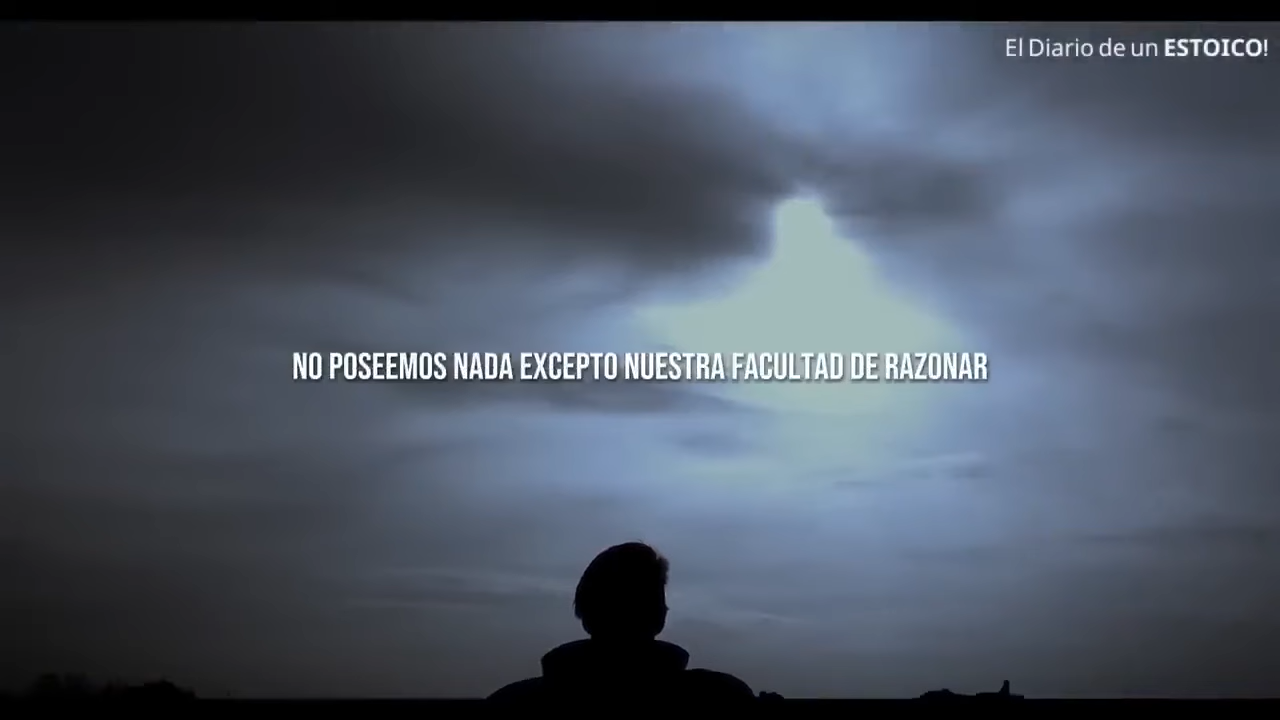 El Diario de un ESTOICO!
NO POSEEMOS NADA EXCEPTO NUESTRA FACULTAD DE RAZONAR